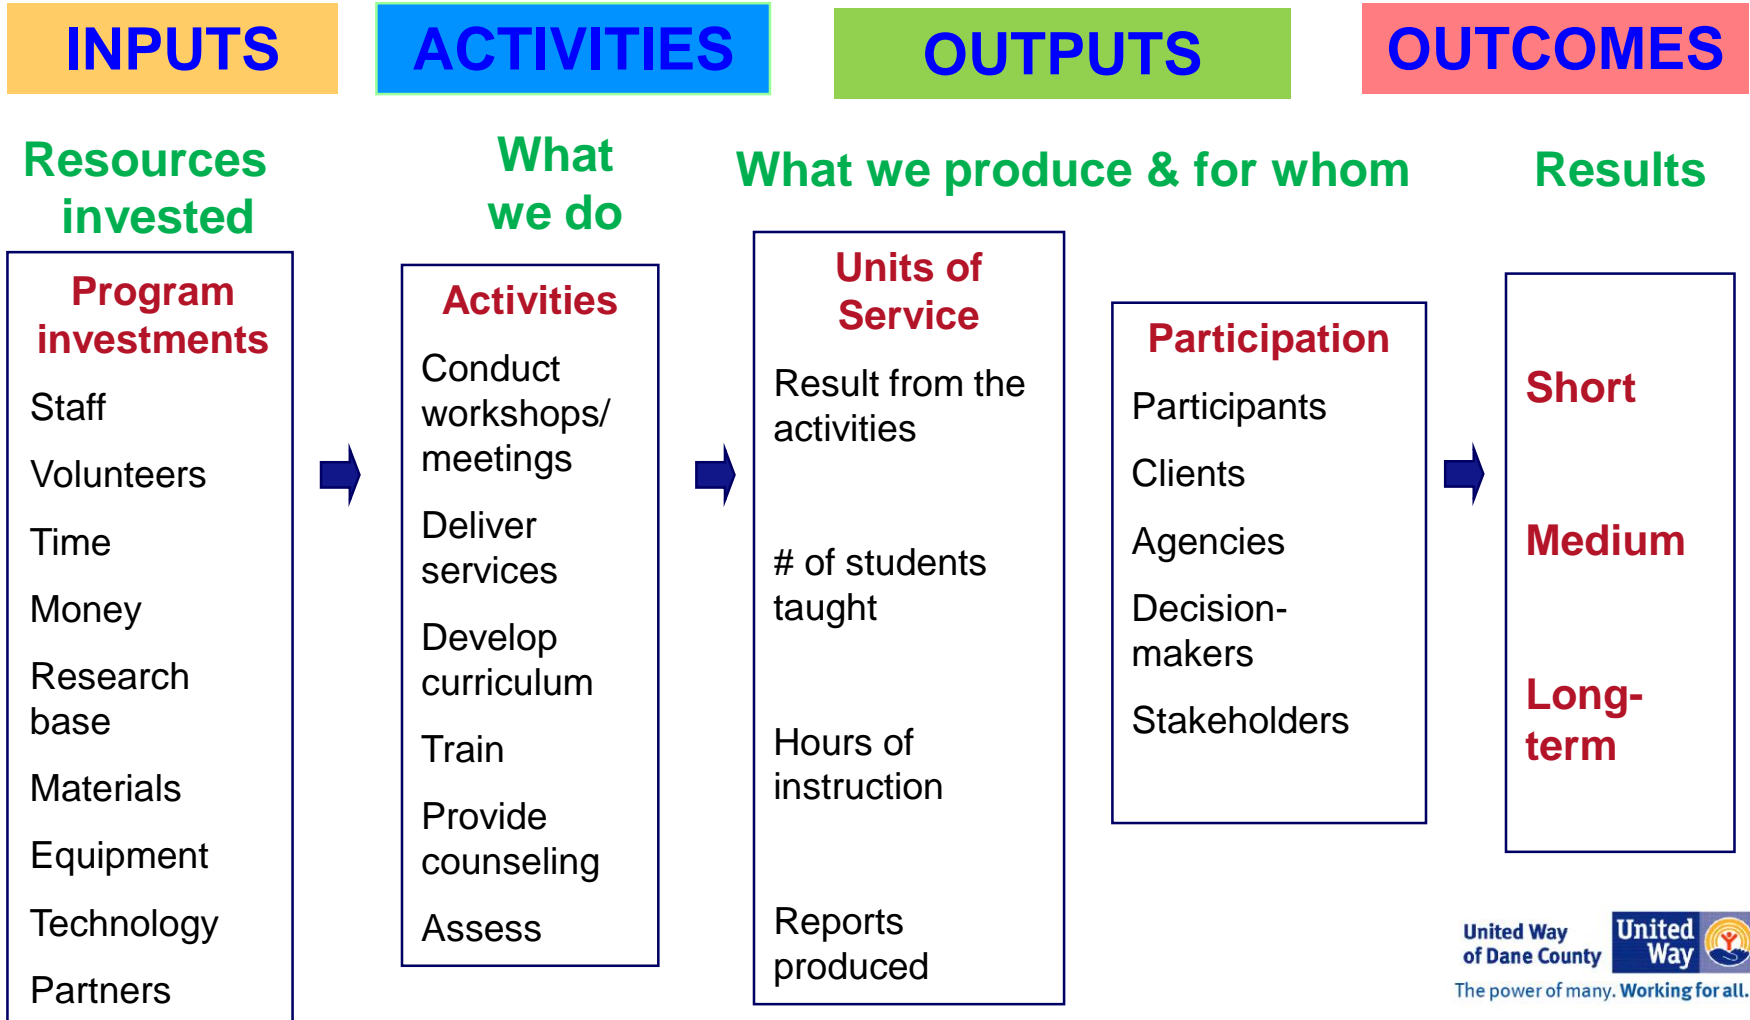 INPUTS
ACTIVITIES
OUTPUTS
OUTCOMES
Resources
invested
What
we do
What we produce & for whom
Results
Program
investments
Staff
Volunteers
Time
Money
Research
base
Materials
Equipment
Technology
Partners
Activities
Conduct
workshops/
meetings
Deliver
services
Develop
curriculum
Train
Provide
counseling
Assess
Units of
Service
Result from the
activities
# of students
taught
Hours of
instruction
Reports
produced
Participation
Participants
Clients
Agencies
Decision-
makers
Stakeholders
Short
Medium
Long-
term
United Way
of Dane County
United
Way
The power of many. Working for all.